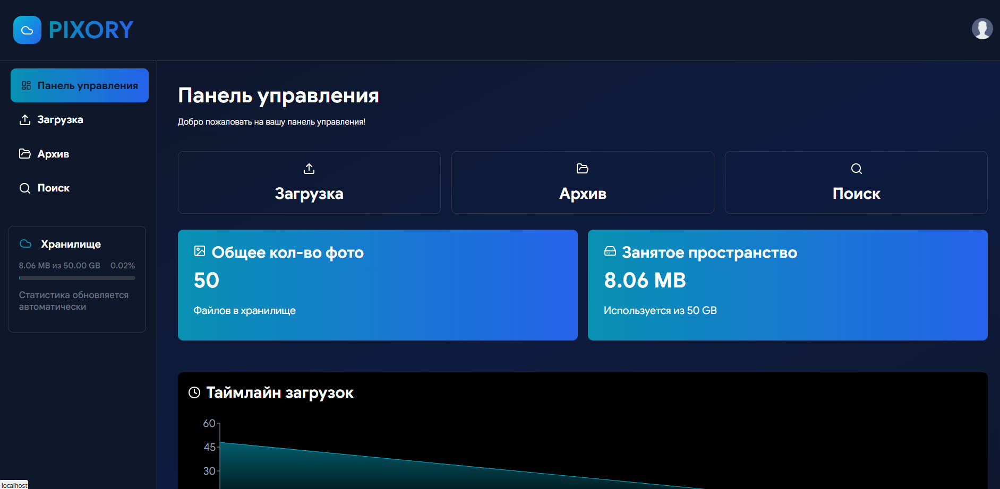 PIXORY
Панель управления
Загрузка
Архив
Поиск
Хранилище
8.06 MB из 50.00 GB 0.02%
Статистика обновляется
автоматически
Панель управления
Добро пожаловать на вашу панель управления!
Загрузка
Архив
Поиск
Общее кол-во фото
50
Файлов в хранилище
Занятое пространство
8.06 MB
Используется из 50 GB
Таймлайн загрузок
60
45
30
localhost